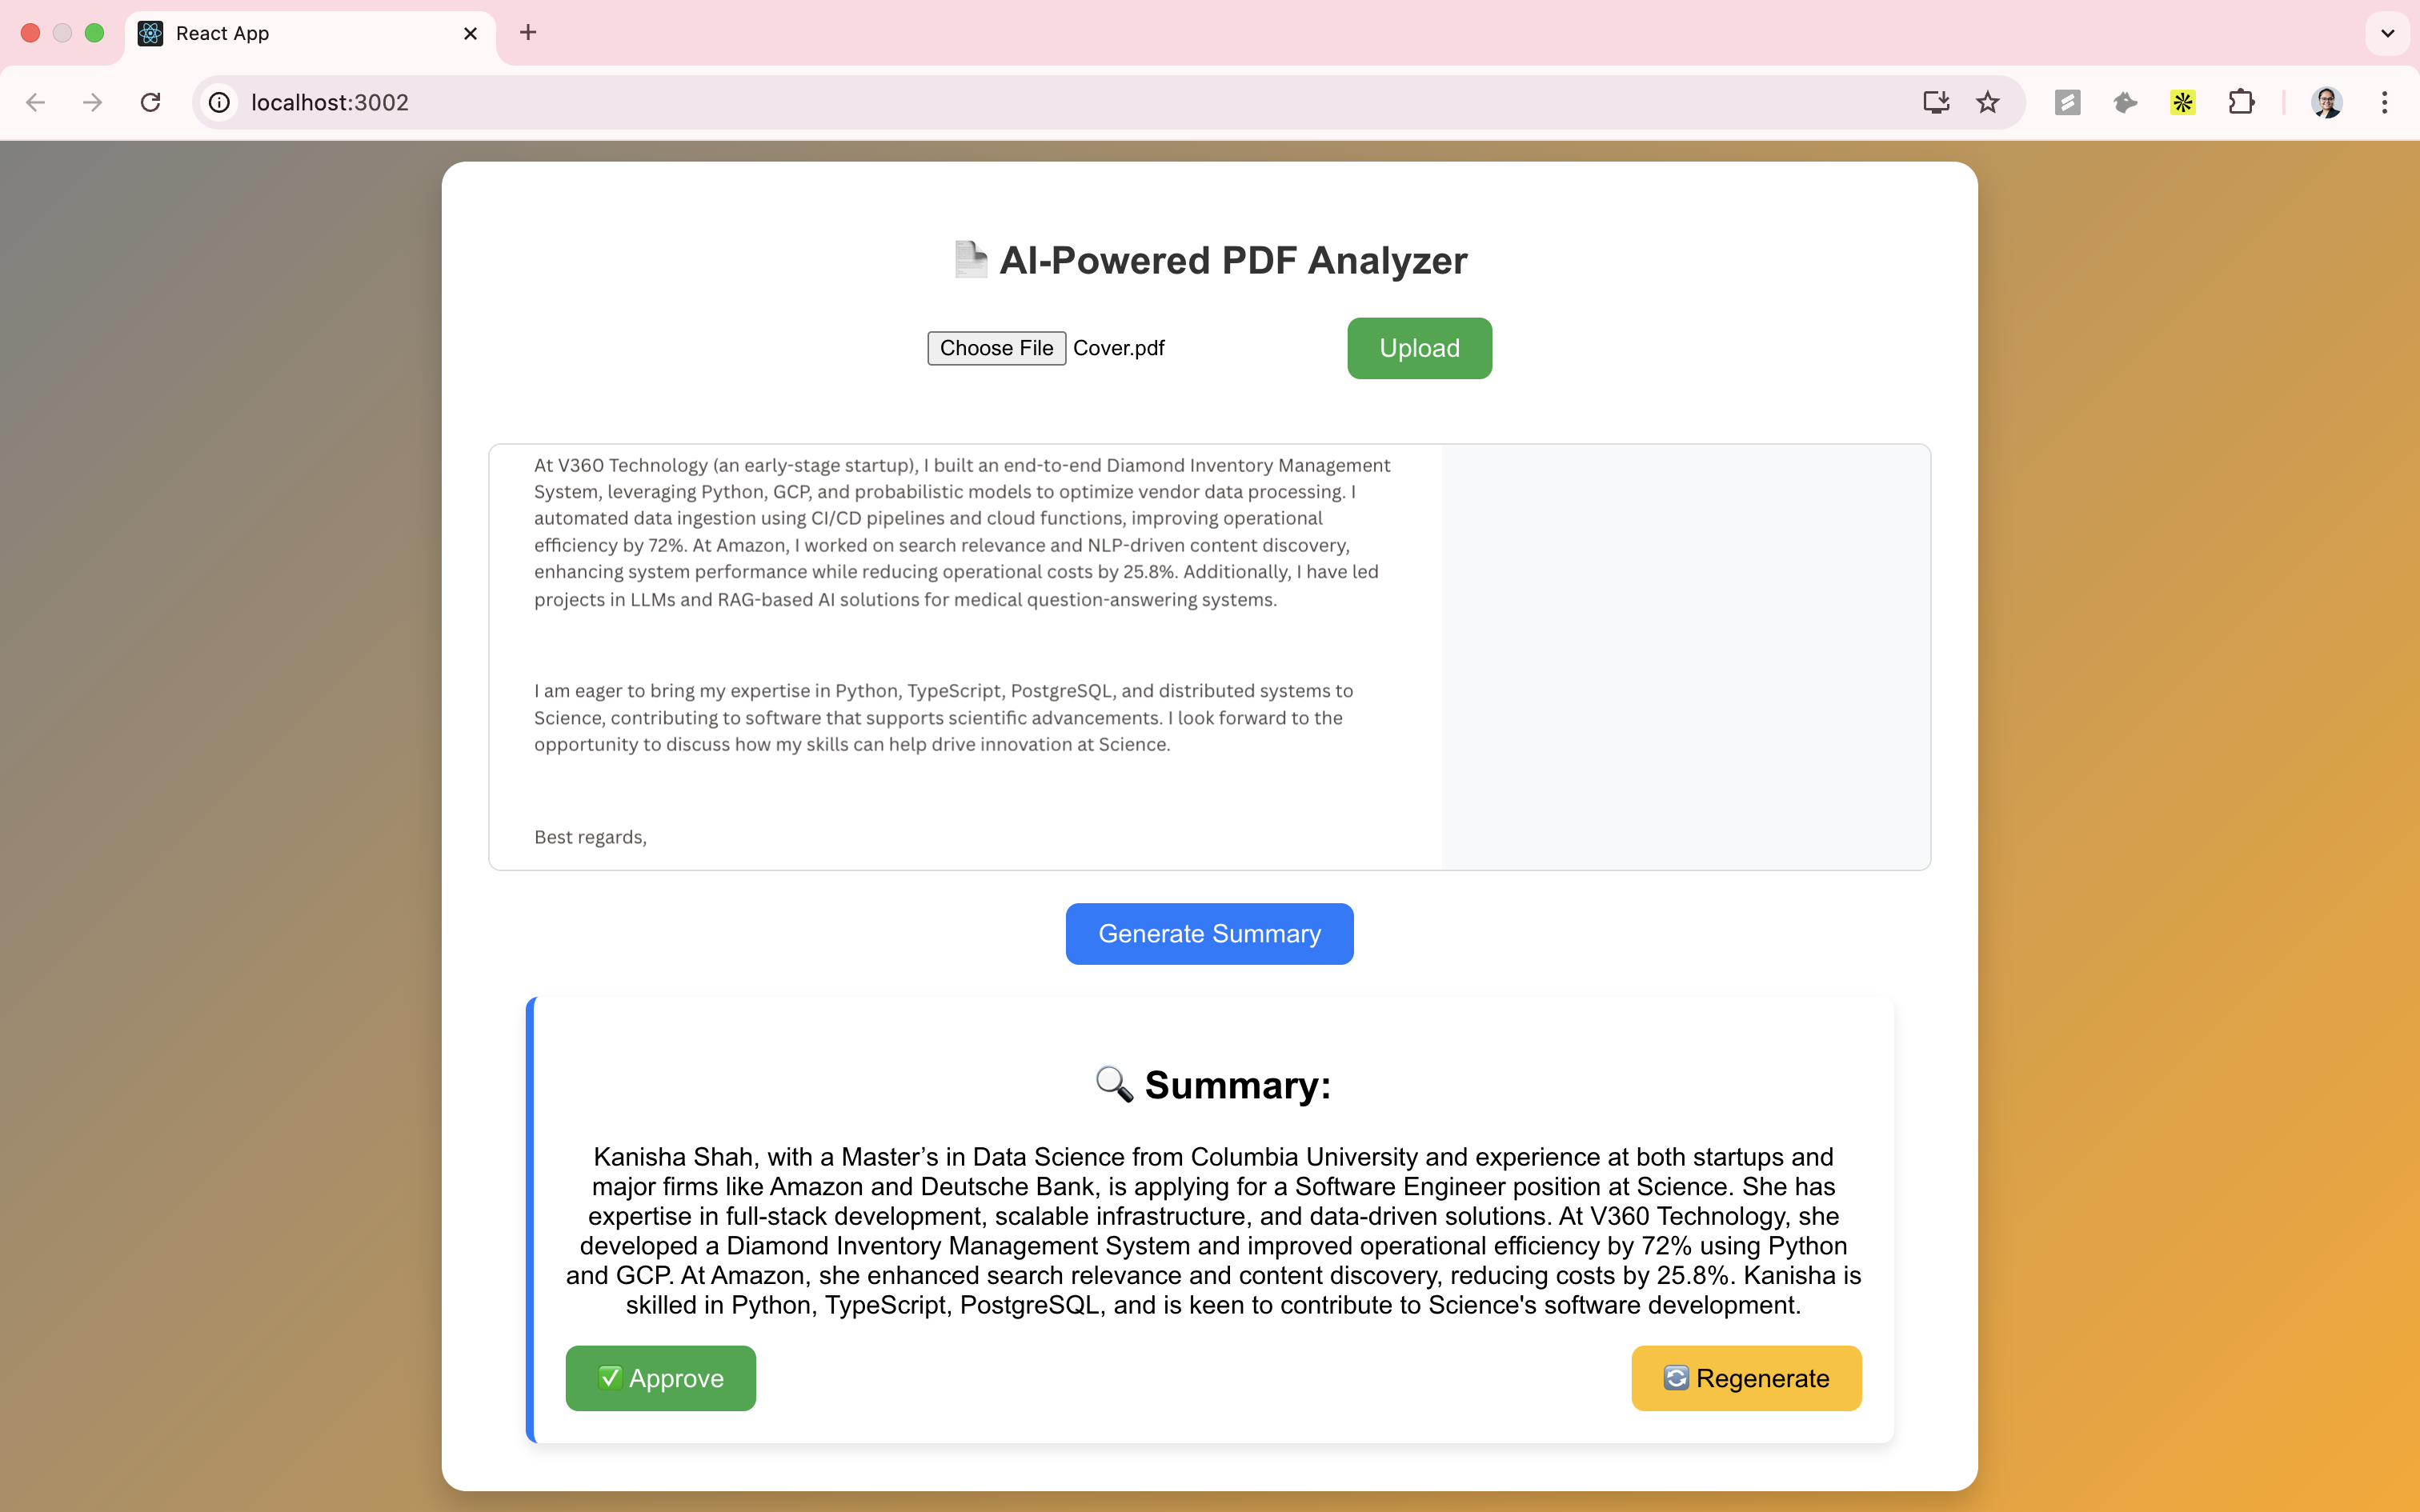 React App
localhost:3002
AI-Powered PDF Analyzer
Choose File Cover.pdf
Upload
At V360 Technology (an early-stage startup), I built an end-to-end Diamond Inventory Management
System, leveraging Python, GCP, and probabilistic models to optimize vendor data processing. I
automated data ingestion using CI/CD pipelines and cloud functions, improving operational
efficiency by 72%. At Amazon, I worked on search relevance and NLP-driven content discovery,
enhancing system performance while reducing operational costs by 25.8%. Additionally, I have led
projects in LLMs and RAG-based AI solutions for medical question-answering systems.
I am eager to bring my expertise in Python, TypeScript, PostgreSQL, and distributed systems to
Science, contributing to software that supports scientific advancements. I look forward to the
opportunity to discuss how my skills can help drive innovation at Science.
Best regards,
Generate Summary
Summary:
Kanisha Shah, with a Master’s in Data Science from Columbia University and experience at both startups and
major firms like Amazon and Deutsche Bank, is applying for a Software Engineer position at Science. She has
expertise in full-stack development, scalable infrastructure, and data-driven solutions. At V360 Technology, she
developed a Diamond Inventory Management System and improved operational efficiency by 72% using Python
and GCP. At Amazon, she enhanced search relevance and content discovery, reducing costs by 25.8%. Kanisha is
skilled in Python, TypeScript, PostgreSQL, and is keen to contribute to Science's software development.
Approve
Regenerate